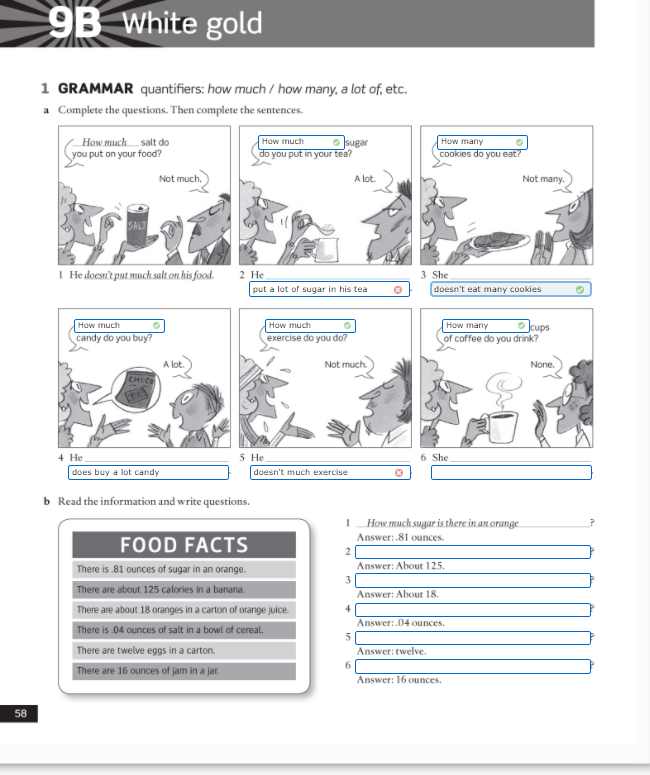 9B White gold
1 GRAMMAR quantifiers: how much / how many, a lot of, etc.
a Complete the questions. Then complete the sentences.
How much salt do
you put on your food?
Not much.
SALT
How much sugar
do you put in your tea?
A lot.
How many
cookies do you eat?
Not many.
1 He doesn't put much salt on his food.
2 He
put a lot of sugar in his tea
3 She
doesn't eat many cookies
How much
candy do you buy?
A lot.
CHOCO
How much
exercise do you do?
Not much.
How many cups
of coffee do you drink?
None.
4 He
does buy a lot candy
5 He
doesn't much exercise
6 She
b Read the information and write questions.
FOOD FACTS
There is .81 ounces of sugar in an orange.
There are about 125 calories in a banana.
There are about 18 oranges in a carton of orange juice.
There is .04 ounces of salt in a bowl of cereal.
There are twelve eggs in a carton.
There are 16 ounces of jam in a jar.
1 How much sugar is there in an orange ?
Answer: .81 ounces.
2 ?
Answer: About 125.
3 ?
Answer: About 18.
4 ?
Answer: .04 ounces.
5 ?
Answer: twelve.
6 ?
Answer: 16 ounces.
58